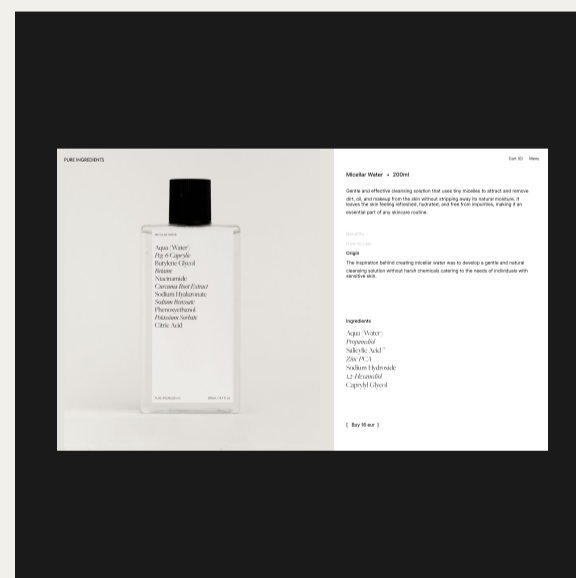 PURE INGREDIENTS
Aqua (Water)
Peg-6 Caprylic
Butylene Glycol
Betaine
Niacinamide
Curcuma Root Extract
Sodium Hyaluronate
Sodium Benzoate
Phenoxyethanol
Potassium Sorbate
Citric Acid
Cart (0) Menu
Micellar Water • 200ml
Gentle and effective cleansing solution that uses tiny micelles to attract and remove
dirt, oil, and makeup from the skin without stripping away its natural moisture. It
leaves the skin feeling refreshed, hydrated, and free from impurities, making it an
essential part of any skincare routine.
Benefits
How to use
Origin
The inspiration behind creating micellar water was to develop a gentle and natural
cleansing solution without harsh chemicals catering to the needs of individuals with
sensitive skin.
Ingredients
Aqua (Water)
Propanediol
Salicylic Acid
Zinc PCA
Sodium Hydroxide
1,2-Hexanediol
Caprylyl Glycol
[ Buy 16 eur ]